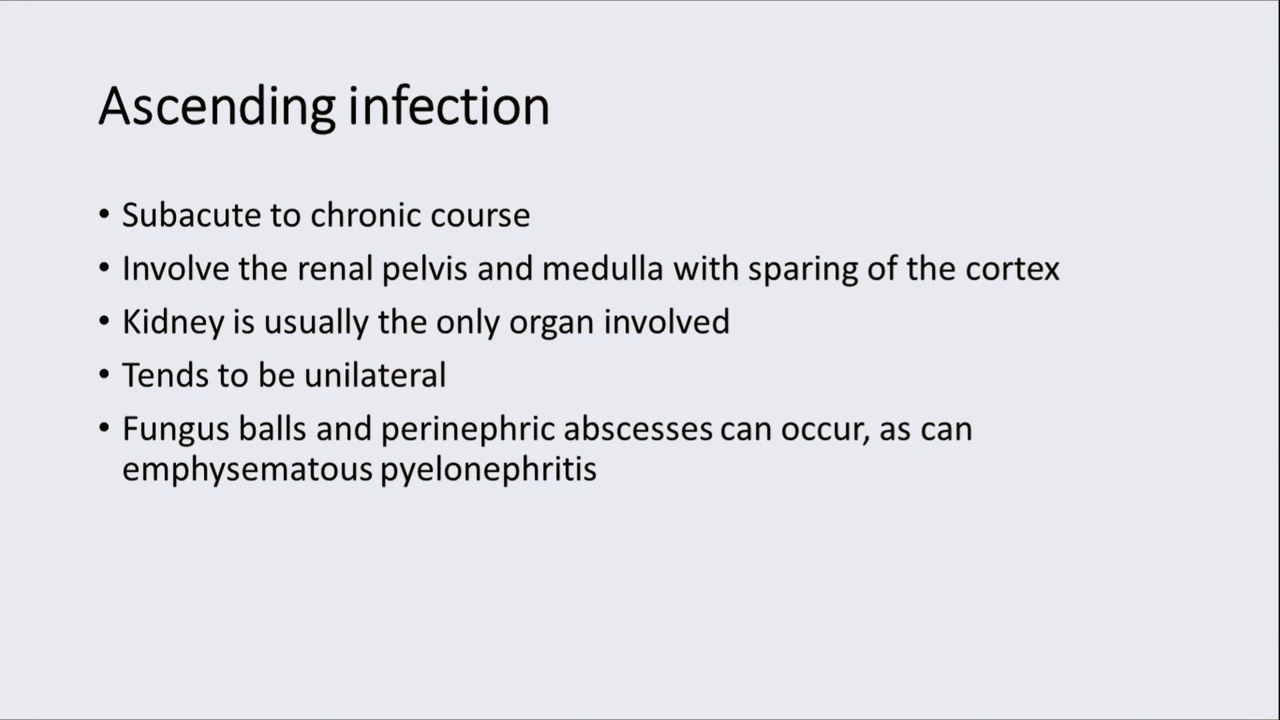 Ascending infection
• Subacute to chronic course
• Involve the renal pelvis and medulla with sparing of the cortex
• Kidney is usually the only organ involved
• Tends to be unilateral
• Fungus balls and perinephric abscesses can occur, as can
emphysematous pyelonephritis